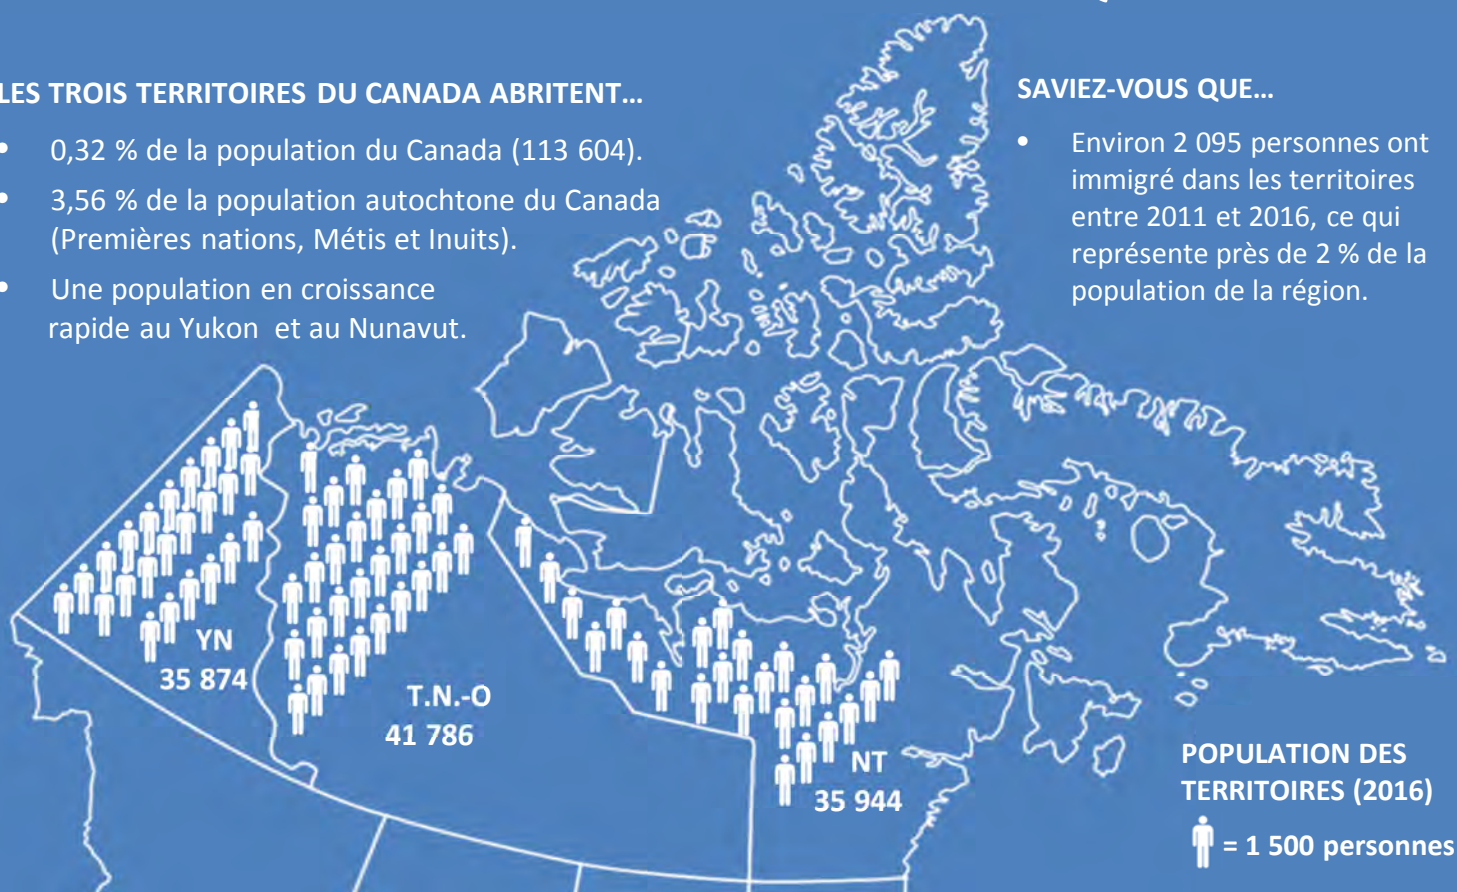 LES TROIS TERRITOIRES DU CANADA ABRITENT...
• 0,32 % de la population du Canada (113 604).
• 3,56 % de la population autochtone du Canada
(Premières nations, Métis et Inuits).
• Une population en croissance
rapide au Yukon et au Nunavut.
SAVIEZ-VOUS QUE...
• Environ 2 095 personnes ont
immigré dans les territoires
entre 2011 et 2016, ce qui
représente près de 2 % de la
population de la région.
YN
35 874
T.N.-O
41 786
NT
35 944
POPULATION DES
TERRITOIRES (2016)
= 1 500 personnes